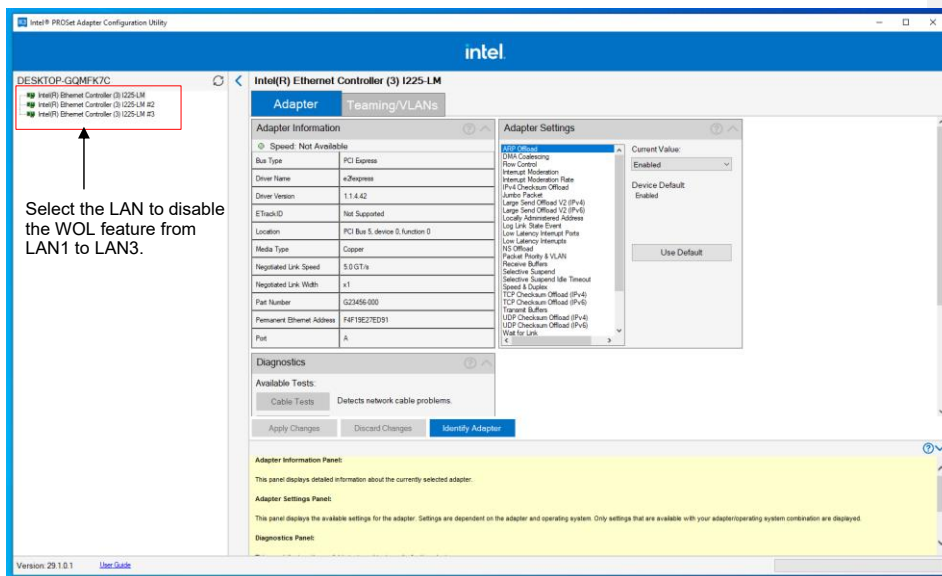 Intel® PROSet Adapter Configuration Utility
intel.
DESKTOP-GQMFK7C
Intel(R) Ethernet Controller (3) I225-LM
Intel(R) Ethernet Controller (3) I225-LM #2
Intel(R) Ethernet Controller (3) I225-LM #3
Select the LAN to disable
the WOL feature from
LAN1 to LAN3.
Intel(R) Ethernet Controller (3) I225-LM
Adapter
Teaming/VLANs
Adapter Information
Speed: Not Available
Bus Type PCI Express
Driver Name e2fexpress
Driver Version 1.1.4.42
ETrackID Not Supported
Location PCI Bus 5, device 0, function 0
Media Type Copper
Negotiated Link Speed 5.0 GT/s
Negotiated Link Width x1
Part Number G23456-000
Permanent Ethernet Address F4F19E27ED91
Port A
Adapter Settings
ARP Offload
DMA Coalescing
Flow Control
Interrupt Moderation
Interrupt Moderation Rate
IPv4 Checksum Offload
Jumbo Packet
Large Send Offload V2 (IPv4)
Large Send Offload V2 (IPv6)
Locally Administered Address
Log Link State Event
Low Latency Interrupt Ports
Low Latency Interrupts
NS Offload
Packet Priority & VLAN
Receive Buffers
Selective Suspend
Selective Suspend Idle Timeout
Speed & Duplex
TCP Checksum Offload (IPv4)
TCP Checksum Offload (IPv6)
Transmit Buffers
UDP Checksum Offload (IPv4)
UDP Checksum Offload (IPv6)
Wait for Link
Current Value:
Enabled
Device Default
Enabled
Use Default
Diagnostics
Available Tests:
Cable Tests Detects network cable problems.
Apply Changes
Discard Changes
Identify Adapter
Adapter Information Panel:
This panel displays detailed information about the currently selected adapter.
Adapter Settings Panel:
This panel displays the available settings for the adapter. Settings are dependent on the adapter and operating system. Only settings that are available with your adapter/operating system combination are displayed.
Diagnostics Panel:
Version: 29.1.0.1 User Guide